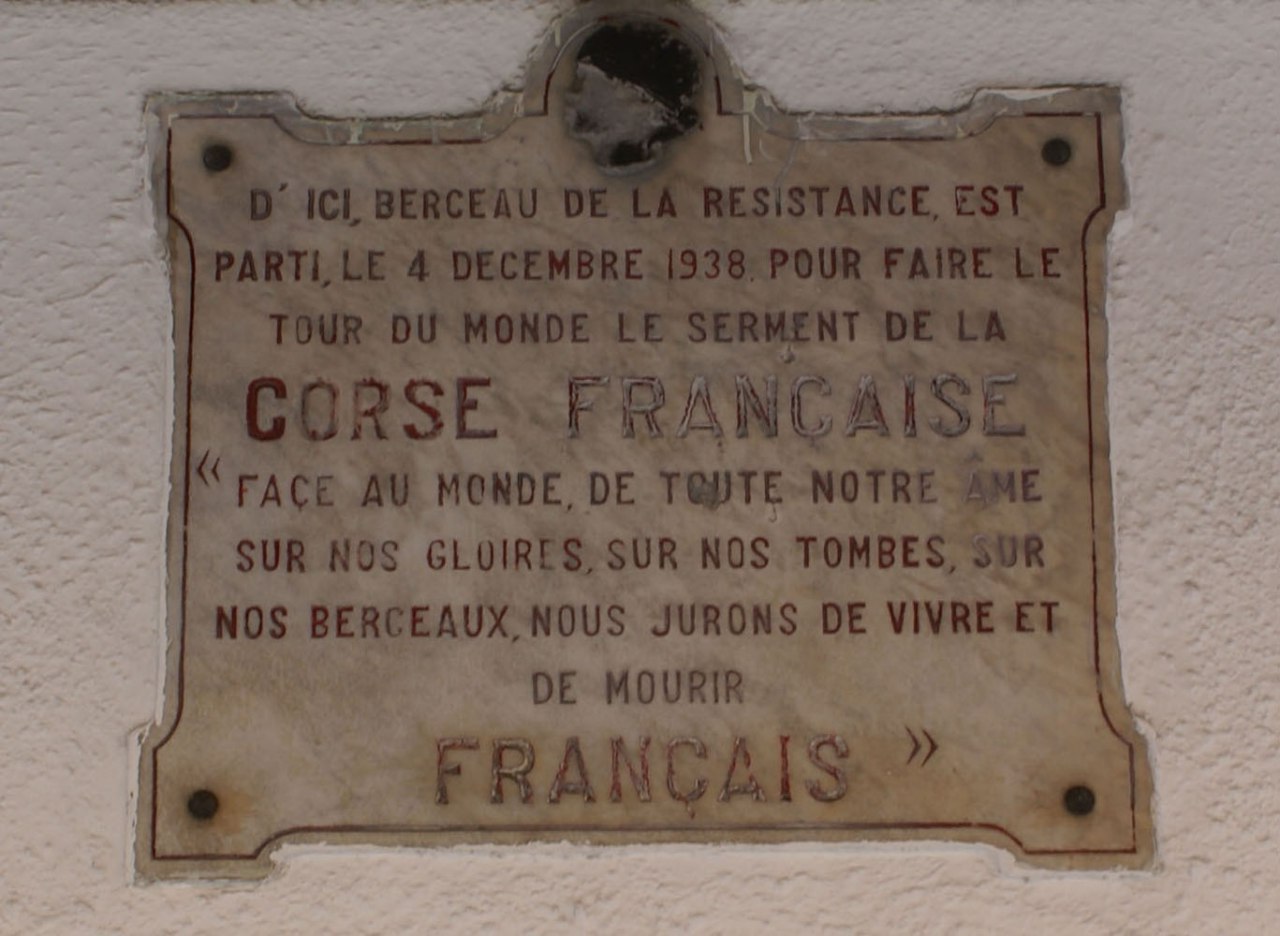 D' ICI, BERCEAU DE LA RESISTANCE, EST
PARTI, LE 4 DECEMBRE 1938. POUR FAIRE LE
TOUR DU MONDE LE SERMENT DE LA
CORSE FRANÇAISE
« FAÇE AU MONDE, DE TOUTE NOTRE ÂME
SUR NOS GLOIRES, SUR NOS TOMBES, SUR
NOS BERCEAUX, NOUS JURONS DE VIVRE ET
DE MOURIR
FRANÇAIS »